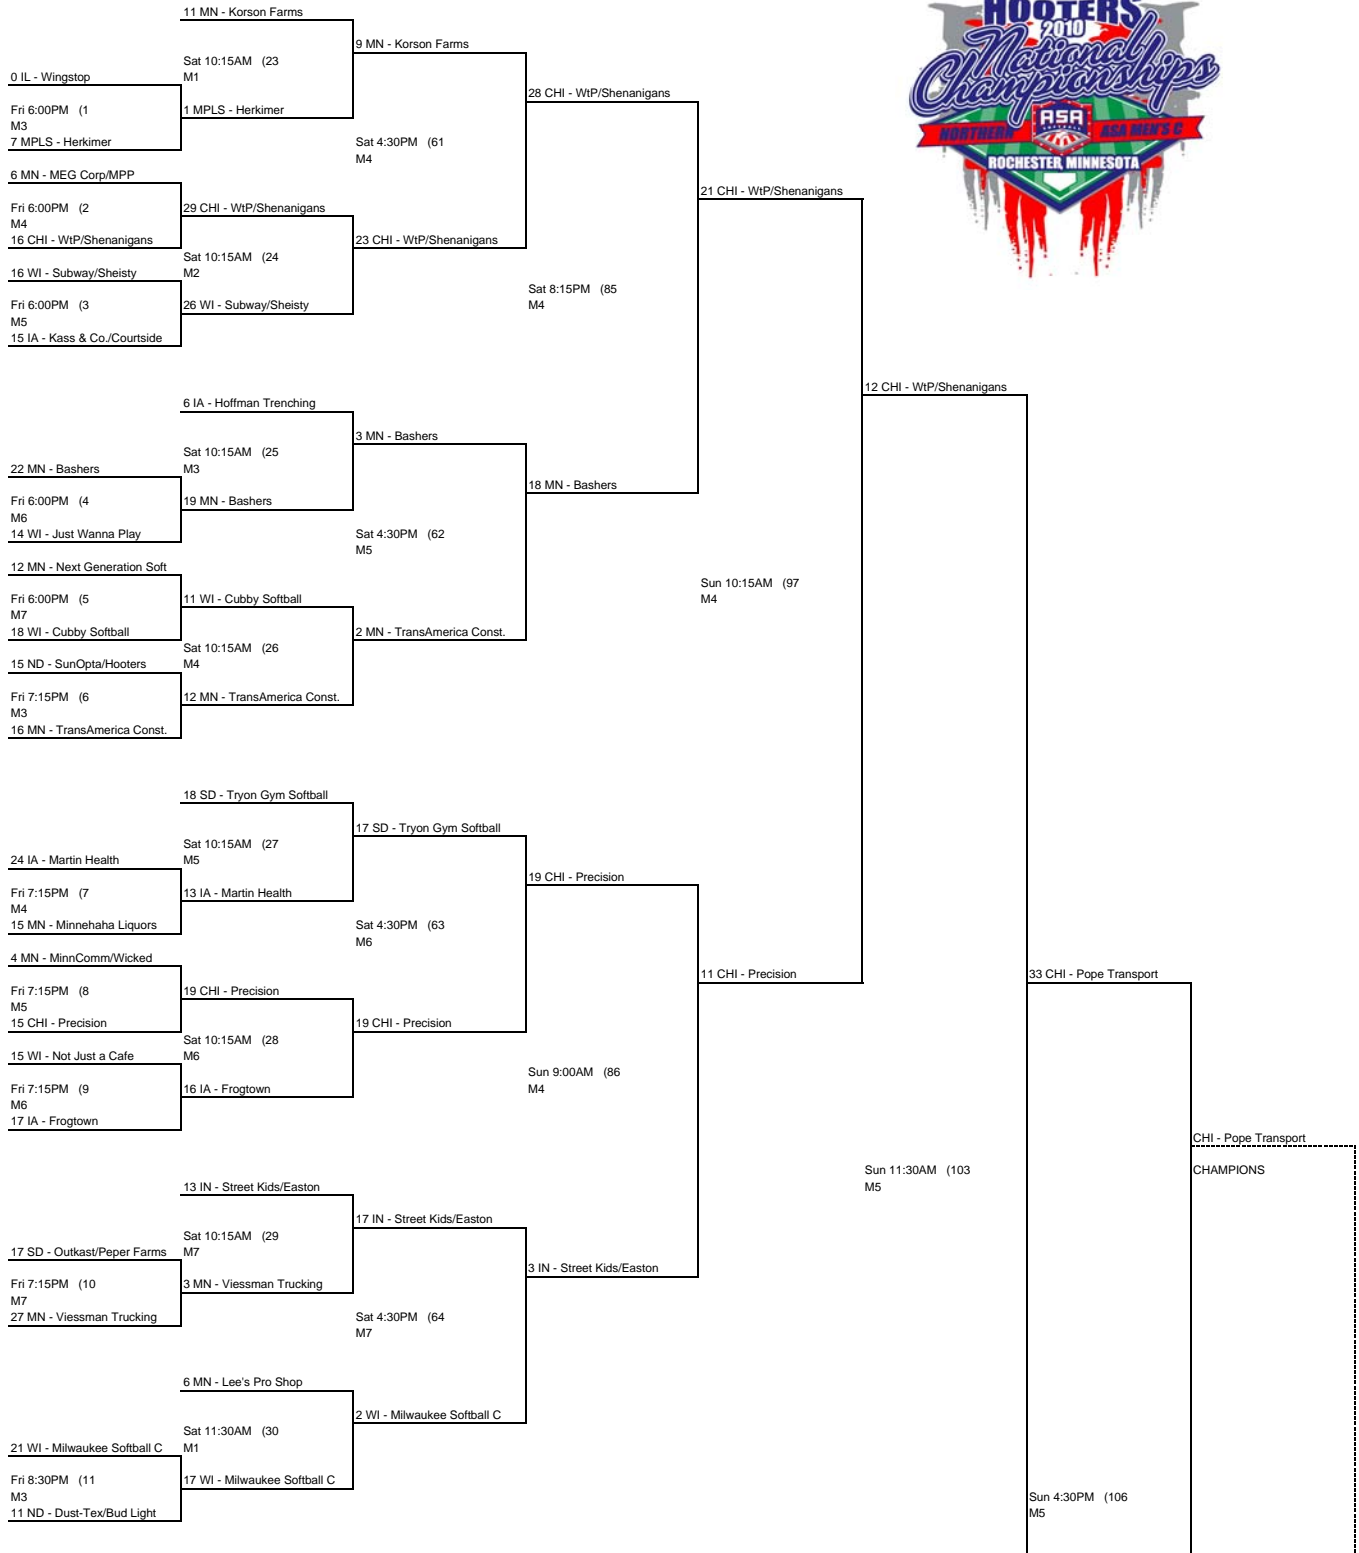 HOOTERS
2010
National
Championships
ASA
NORTHERN
ASA MEN'S C
ROCHESTER, MINNESOTA
11 MN - Korson Farms
9 MN - Korson Farms
Sat 10:15AM (23
M1
0 IL - Wingstop
28 CHI - WtP/Shenanigans
Fri 6:00PM (1
M3
1 MPLS - Herkimer
7 MPLS - Herkimer
Sat 4:30PM (61
M4
6 MN - MEG Corp/MPP
21 CHI - WtP/Shenanigans
Fri 6:00PM (2
M4
29 CHI - WtP/Shenanigans
16 CHI - WtP/Shenanigans
23 CHI - WtP/Shenanigans
Sat 10:15AM (24
M2
16 WI - Subway/Sheisty
Sat 8:15PM (85
M4
Fri 6:00PM (3
M5
26 WI - Subway/Sheisty
15 IA - Kass & Co./Courtside
12 CHI - WtP/Shenanigans
6 IA - Hoffman Trenching
3 MN - Bashers
Sat 10:15AM (25
M3
22 MN - Bashers
18 MN - Bashers
Fri 6:00PM (4
M6
19 MN - Bashers
14 WI - Just Wanna Play
Sat 4:30PM (62
M5
12 MN - Next Generation Soft
Sun 10:15AM (97
M4
Fri 6:00PM (5
M7
11 WI - Cubby Softball
18 WI - Cubby Softball
2 MN - TransAmerica Const.
Sat 10:15AM (26
M4
15 ND - SunOpta/Hooters
Fri 7:15PM (6
M3
12 MN - TransAmerica Const.
16 MN - TransAmerica Const.
18 SD - Tryon Gym Softball
17 SD - Tryon Gym Softball
Sat 10:15AM (27
M5
24 IA - Martin Health
19 CHI - Precision
Fri 7:15PM (7
M4
13 IA - Martin Health
15 MN - Minnehaha Liquors
Sat 4:30PM (63
M6
4 MN - MinnComm/Wicked
11 CHI - Precision
33 CHI - Pope Transport
Fri 7:15PM (8
M5
19 CHI - Precision
15 CHI - Precision
19 CHI - Precision
Sat 10:15AM (28
M6
15 WI - Not Just a Cafe
Sun 9:00AM (86
M4
Fri 7:15PM (9
M6
16 IA - Frogtown
17 IA - Frogtown
CHI - Pope Transport
CHAMPIONS
Sun 11:30AM (103
M5
13 IN - Street Kids/Easton
17 IN - Street Kids/Easton
Sat 10:15AM (29
M7
17 SD - Outkast/Peper Farms
3 IN - Street Kids/Easton
Fri 7:15PM (10
M7
3 MN - Viessman Trucking
27 MN - Viessman Trucking
Sat 4:30PM (64
M7
6 MN - Lee's Pro Shop
2 WI - Milwaukee Softball C
Sat 11:30AM (30
M1
21 WI - Milwaukee Softball C
Fri 8:30PM (11
M3
17 WI - Milwaukee Softball C
11 ND - Dust-Tex/Bud Light
Sun 4:30PM (106
M5